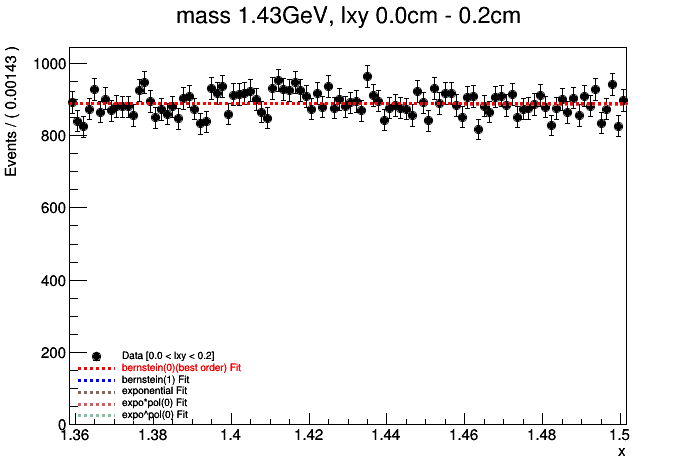 mass 1.43GeV, lxy 0.0cm - 0.2cm
Events / ( 0.00143 )
1000
800
600
400
200
0
Data [0.0 < lxy < 0.2]
bernstein(0)(best order) Fit
bernstein(1) Fit
exponential Fit
expo*pol(0) Fit
expo^pol(0) Fit
1.36 1.38 1.4 1.42 1.44 1.46 1.48 1.5
x